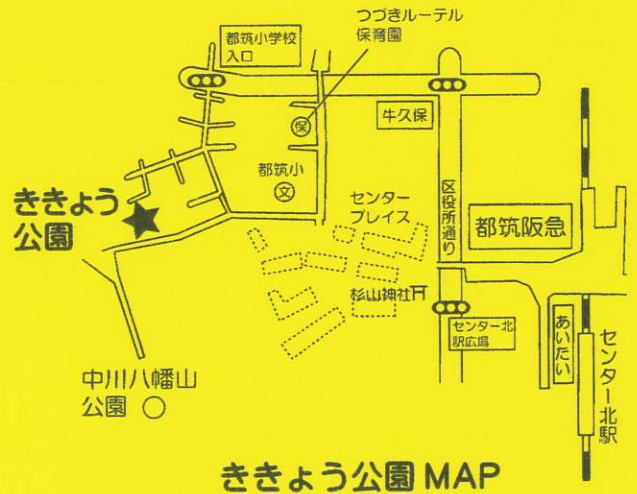 つづきルーテル
保育園
都筑小学校
入口
保
牛久保
都筑小
文
ききょう
公園
センター
プレイス
区役所通り
都筑阪急
杉山神社
センター北
駅広場
あいたい
センター北駅
中川八幡山
公園
ききょう公園 MAP